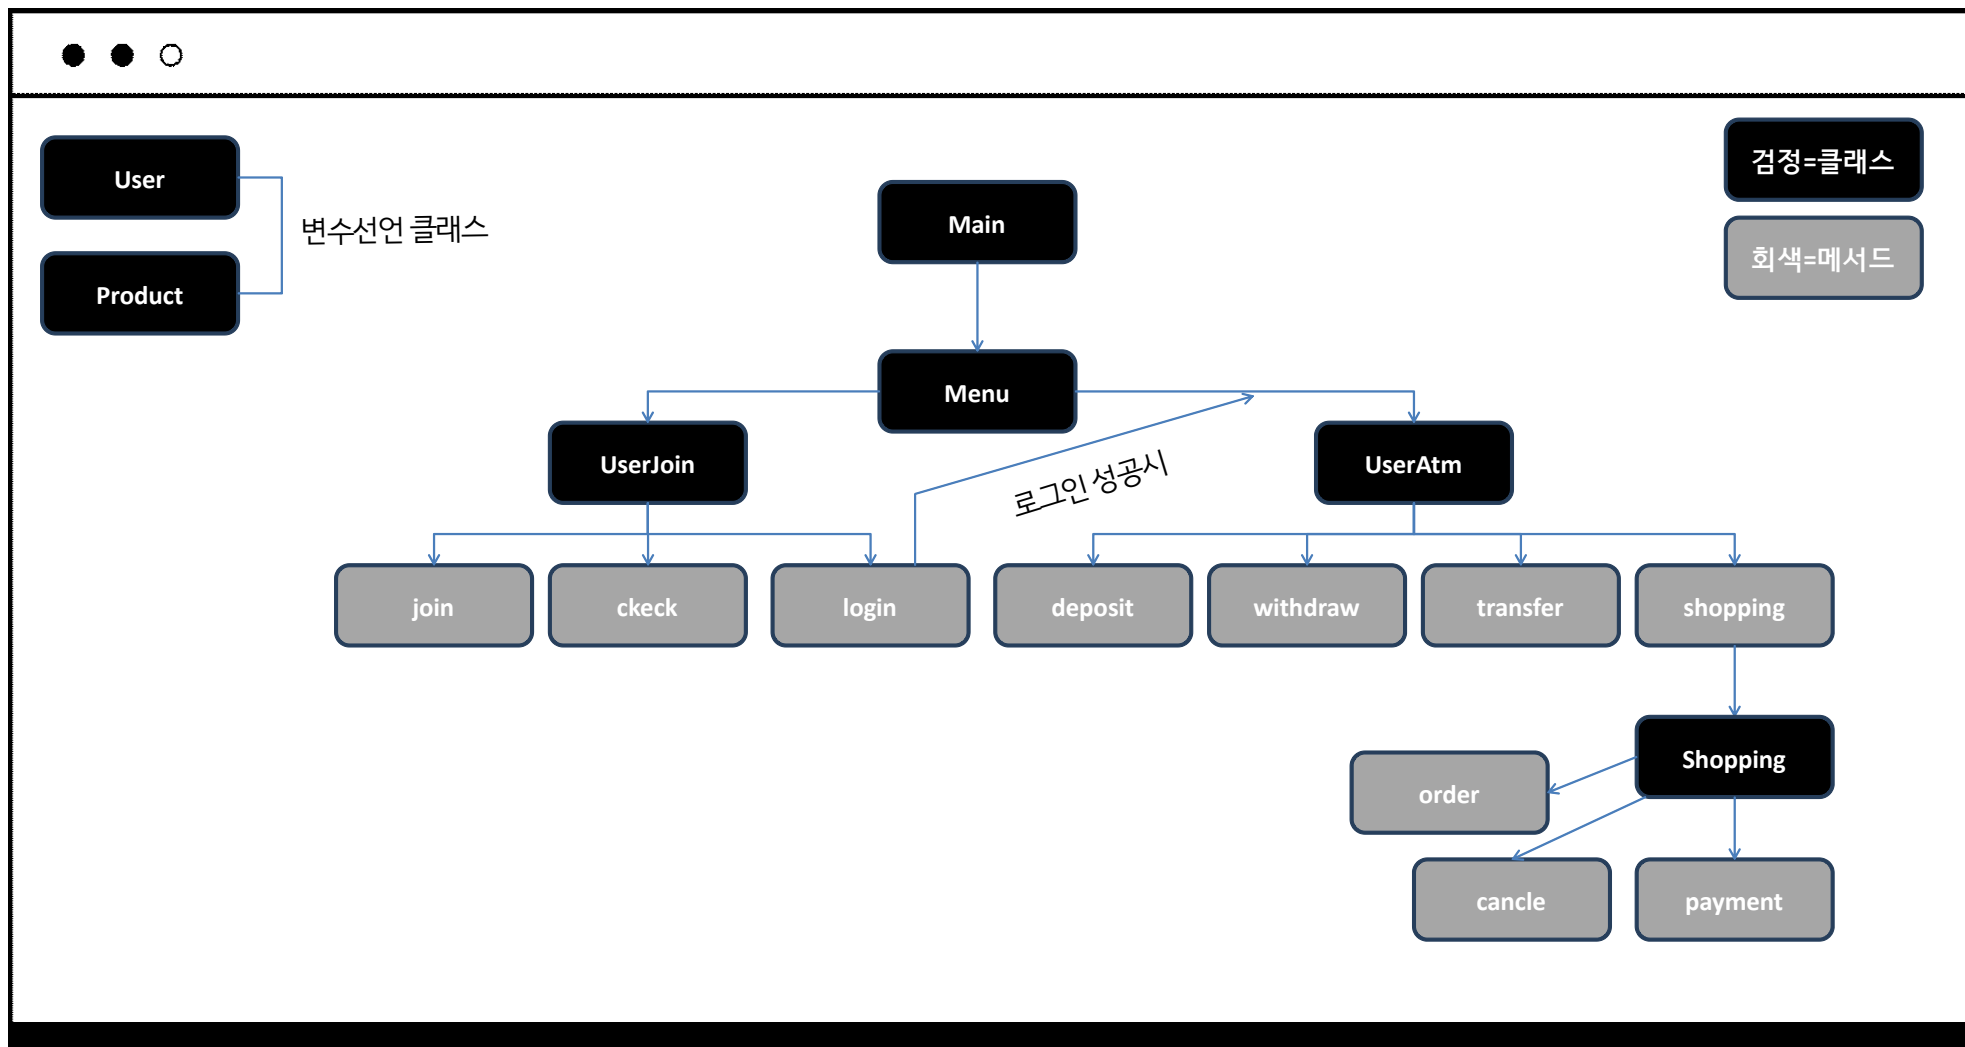 User
Product
변수선언 클래스
Main
검정=클래스
회색=메서드
Menu
UserJoin
로그인 성공시
UserAtm
join
ckeck
login
deposit
withdraw
transfer
shopping
Shopping
order
cancle
payment